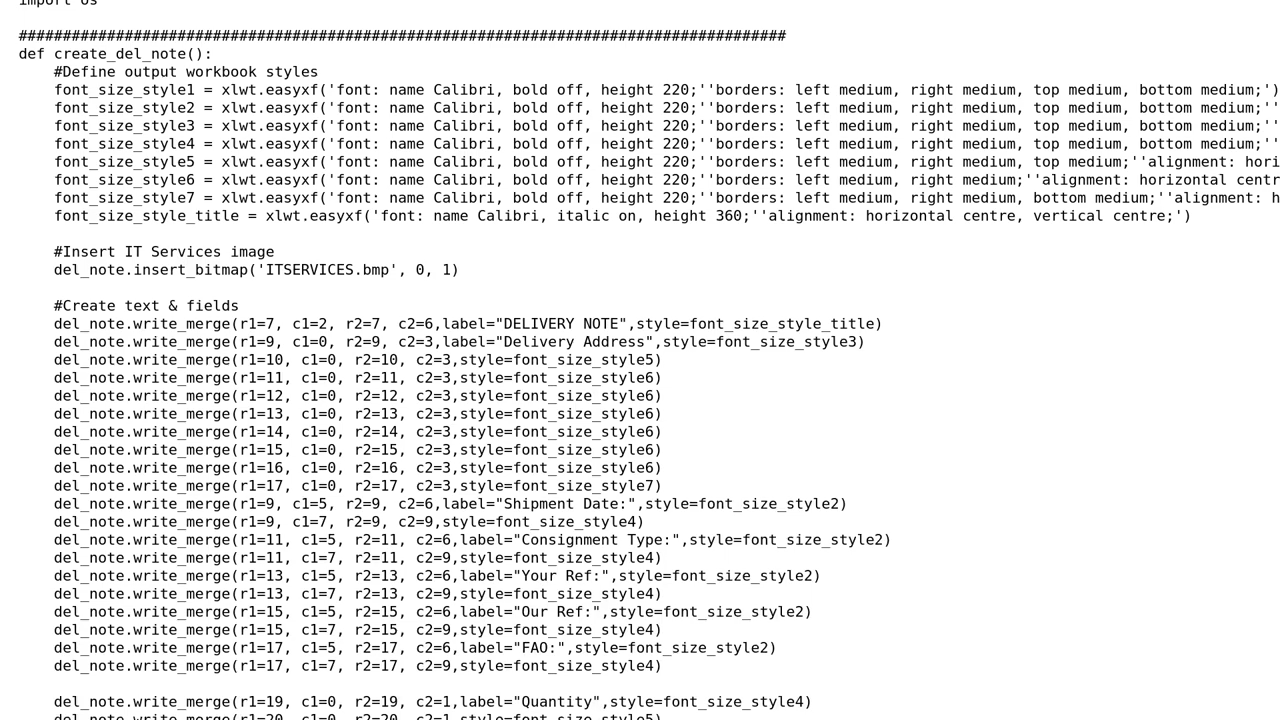 import os
#######################################################################################
def create_del_note():
    #Define output workbook styles
    font_size_style1 = xlwt.easyxf('font: name Calibri, bold off, height 220;''borders: left medium, right medium, top medium, bottom medium;')
    font_size_style2 = xlwt.easyxf('font: name Calibri, bold off, height 220;''borders: left medium, right medium, top medium, bottom medium;''
    font_size_style3 = xlwt.easyxf('font: name Calibri, bold off, height 220;''borders: left medium, right medium, top medium, bottom medium;''
    font_size_style4 = xlwt.easyxf('font: name Calibri, bold off, height 220;''borders: left medium, right medium, top medium, bottom medium;''
    font_size_style5 = xlwt.easyxf('font: name Calibri, bold off, height 220;''borders: left medium, right medium, top medium;''alignment: hori
    font_size_style6 = xlwt.easyxf('font: name Calibri, bold off, height 220;''borders: left medium, right medium;''alignment: horizontal centr
    font_size_style7 = xlwt.easyxf('font: name Calibri, bold off, height 220;''borders: left medium, right medium, bottom medium;''alignment: h
    font_size_style_title = xlwt.easyxf('font: name Calibri, italic on, height 360;''alignment: horizontal centre, vertical centre;')
    #Insert IT Services image
    del_note.insert_bitmap('ITSERVICES.bmp', 0, 1)
    #Create text & fields
    del_note.write_merge(r1=7, c1=2, r2=7, c2=6,label="DELIVERY NOTE",style=font_size_style_title)
    del_note.write_merge(r1=9, c1=0, r2=9, c2=3,label="Delivery Address",style=font_size_style3)
    del_note.write_merge(r1=10, c1=0, r2=10, c2=3,style=font_size_style5)
    del_note.write_merge(r1=11, c1=0, r2=11, c2=3,style=font_size_style6)
    del_note.write_merge(r1=12, c1=0, r2=12, c2=3,style=font_size_style6)
    del_note.write_merge(r1=13, c1=0, r2=13, c2=3,style=font_size_style6)
    del_note.write_merge(r1=14, c1=0, r2=14, c2=3,style=font_size_style6)
    del_note.write_merge(r1=15, c1=0, r2=15, c2=3,style=font_size_style6)
    del_note.write_merge(r1=16, c1=0, r2=16, c2=3,style=font_size_style6)
    del_note.write_merge(r1=17, c1=0, r2=17, c2=3,style=font_size_style7)
    del_note.write_merge(r1=9, c1=5, r2=9, c2=6,label="Shipment Date:",style=font_size_style2)
    del_note.write_merge(r1=9, c1=7, r2=9, c2=9,style=font_size_style4)
    del_note.write_merge(r1=11, c1=5, r2=11, c2=6,label="Consignment Type:",style=font_size_style2)
    del_note.write_merge(r1=11, c1=7, r2=11, c2=9,style=font_size_style4)
    del_note.write_merge(r1=13, c1=5, r2=13, c2=6,label="Your Ref:",style=font_size_style2)
    del_note.write_merge(r1=13, c1=7, r2=13, c2=9,style=font_size_style4)
    del_note.write_merge(r1=15, c1=5, r2=15, c2=6,label="Our Ref:",style=font_size_style2)
    del_note.write_merge(r1=15, c1=7, r2=15, c2=9,style=font_size_style4)
    del_note.write_merge(r1=17, c1=5, r2=17, c2=6,label="FAO:",style=font_size_style2)
    del_note.write_merge(r1=17, c1=7, r2=17, c2=9,style=font_size_style4)
    del_note.write_merge(r1=19, c1=0, r2=19, c2=1,label="Quantity",style=font_size_style4)
    del_note.write_merge(r1=20, c1=0, r2=20, c2=1,style=font_size_style5)